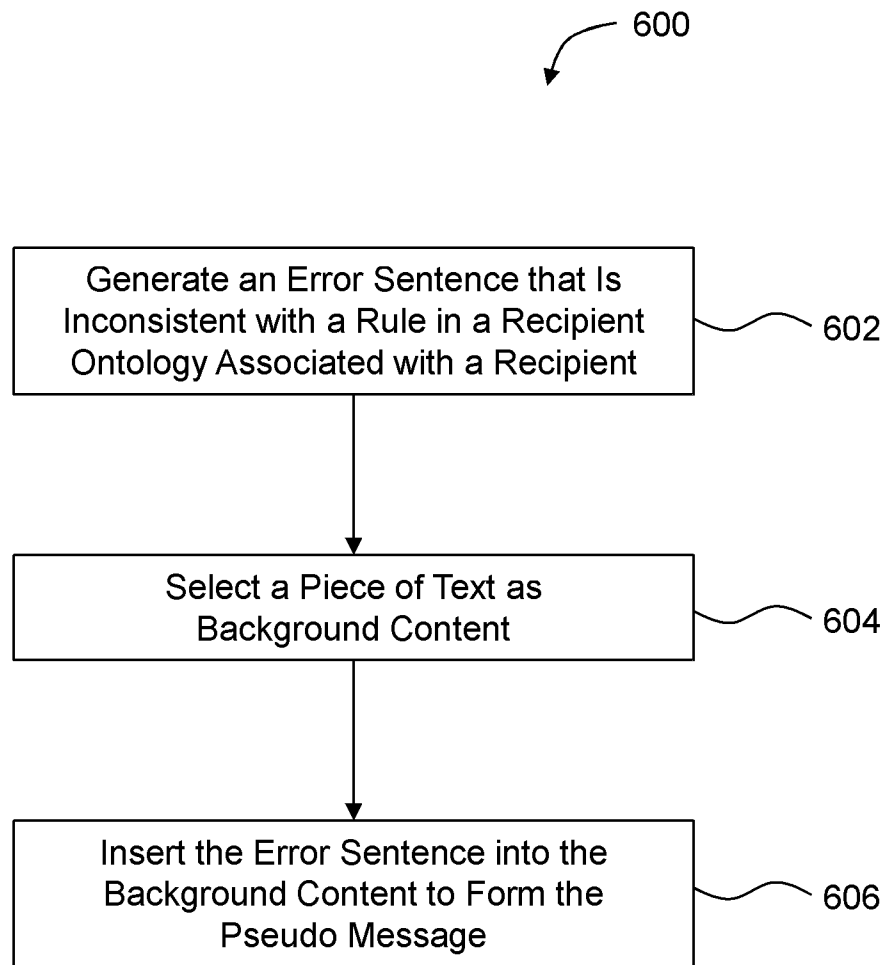 600
Generate an Error Sentence that Is
Inconsistent with a Rule in a Recipient
Ontology Associated with a Recipient
602
Select a Piece of Text as
Background Content
604
Insert the Error Sentence into the
Background Content to Form the
Pseudo Message
606